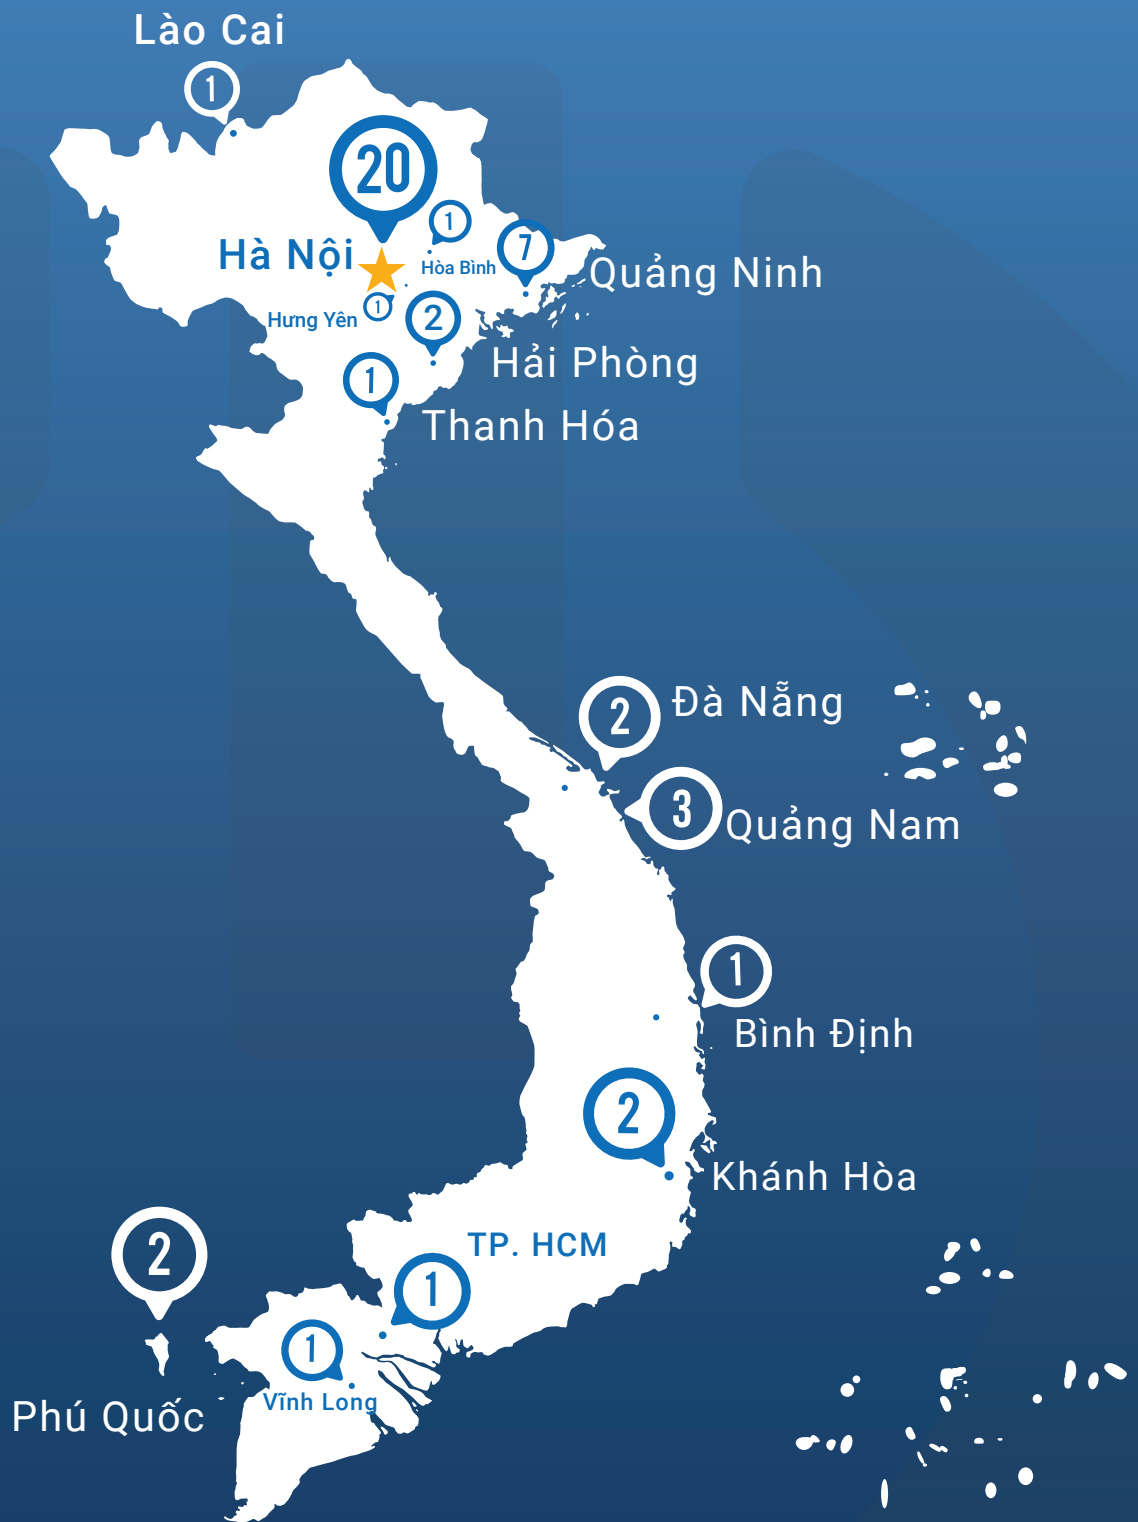 Lào Cai
1
20
1
7
Hà Nội
Hòa Bình
Quảng Ninh
1
Hưng Yên
2
Hải Phòng
1
Thanh Hóa
2
Đà Nẵng
3
Quảng Nam
1
Bình Định
2
Khánh Hòa
TP. HCM
2
1
1
Vĩnh Long
Phú Quốc